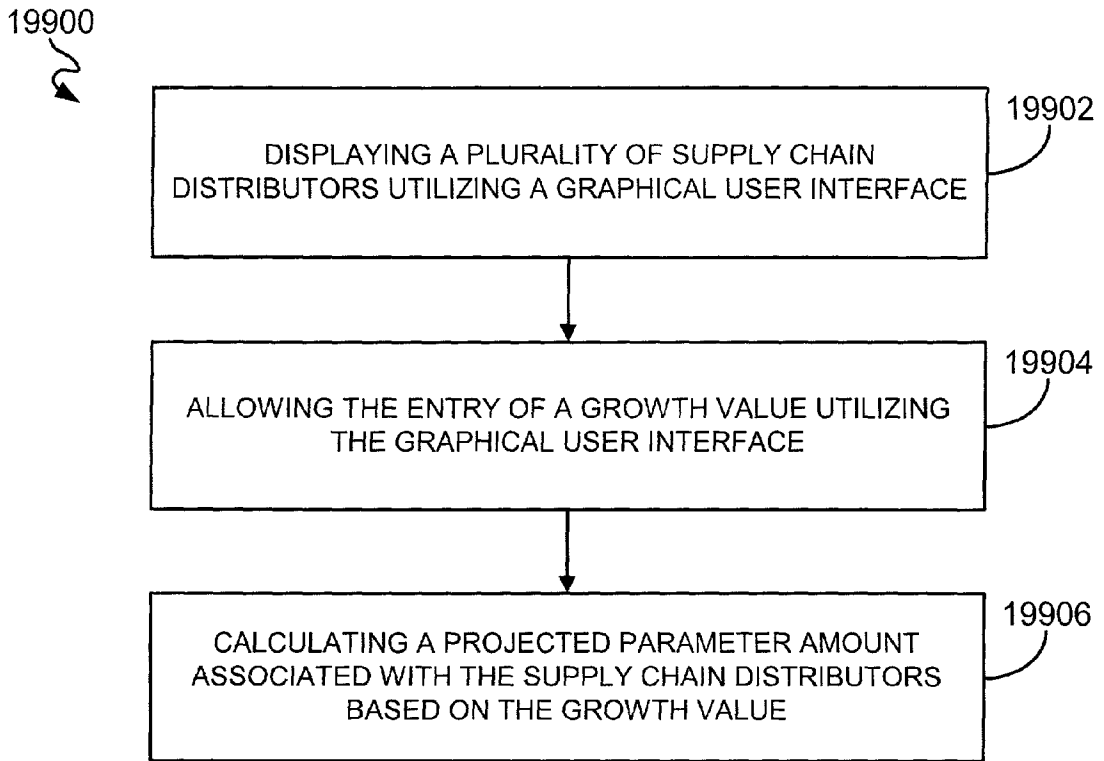 19900
19902
DISPLAYING A PLURALITY OF SUPPLY CHAIN
DISTRIBUTORS UTILIZING A GRAPHICAL USER INTERFACE
19904
ALLOWING THE ENTRY OF A GROWTH VALUE UTILIZING
THE GRAPHICAL USER INTERFACE
19906
CALCULATING A PROJECTED PARAMETER AMOUNT
ASSOCIATED WITH THE SUPPLY CHAIN DISTRIBUTORS
BASED ON THE GROWTH VALUE